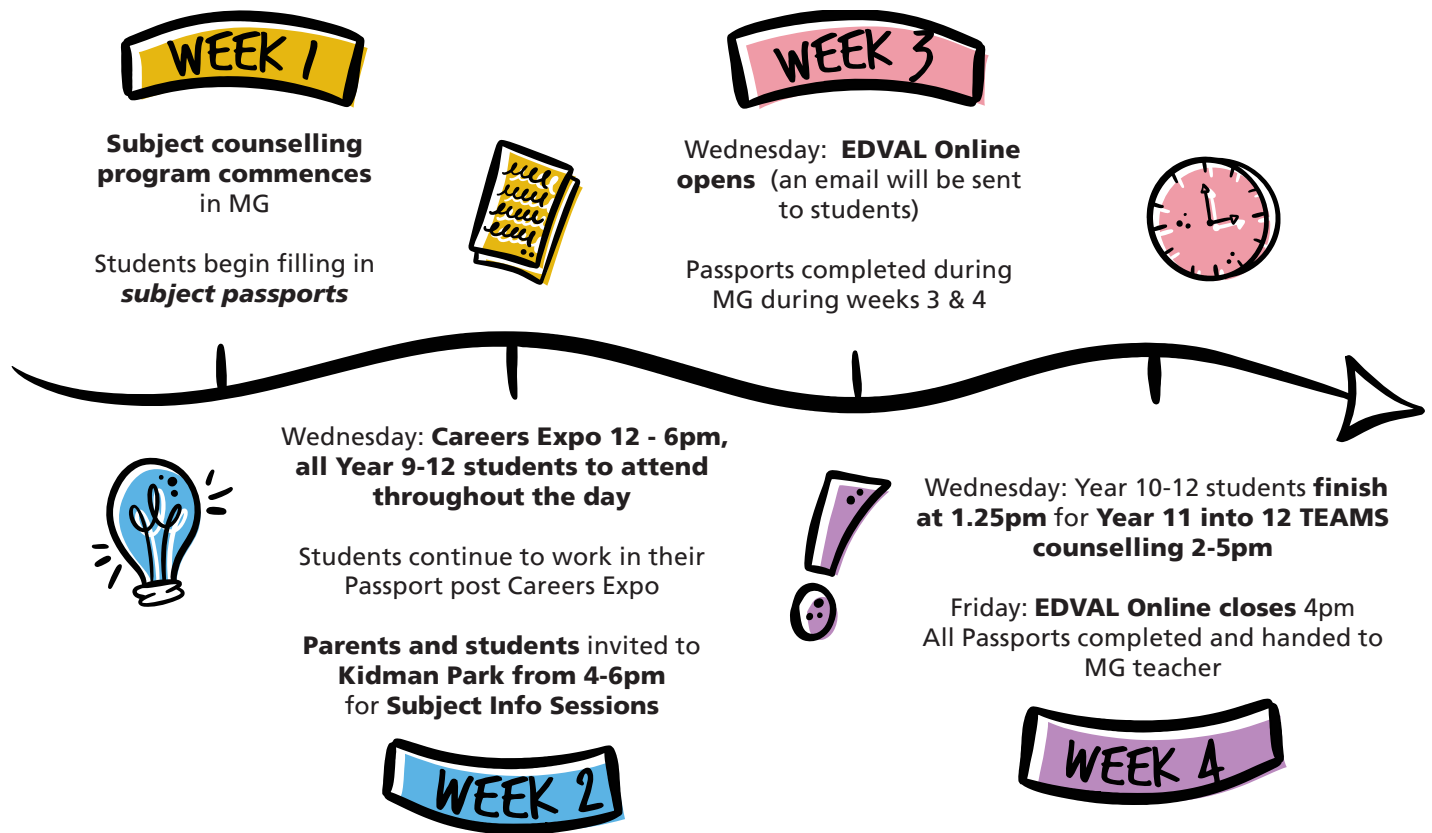 WEEK 1
Subject counselling
program commences
in MG
Students begin filling in
subject passports
WEEK 3
Wednesday: EDVAL Online
opens (an email will be sent
to students)
Passports completed during
MG during weeks 3 & 4
Wednesday: Careers Expo 12 - 6pm,
all Year 9-12 students to attend
throughout the day
Students continue to work in their
Passport post Careers Expo
Parents and students invited to
Kidman Park from 4-6pm
for Subject Info Sessions
WEEK 2
Wednesday: Year 10-12 students finish
at 1.25pm for Year 11 into 12 TEAMS
counselling 2-5pm
Friday: EDVAL Online closes 4pm
All Passports completed and handed to
MG teacher
WEEK 4